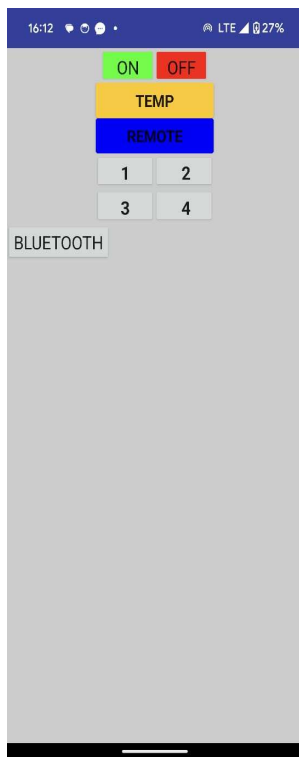 16:12 LTE 27%
ON OFF
TEMP
REMOTE
1 2
3 4
BLUETOOTH